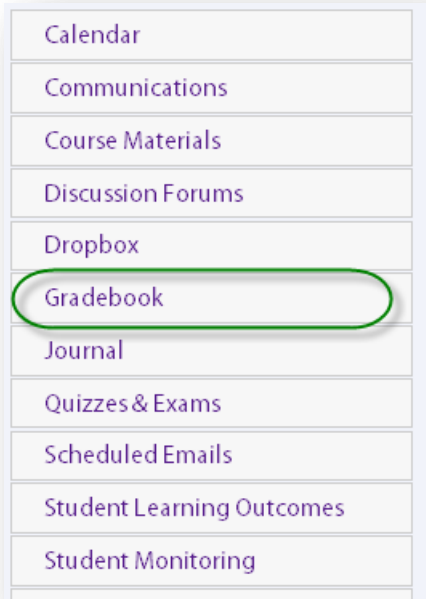 Calendar
Communications
Course Materials
Discussion Forums
Dropbox
Gradebook
Journal
Quizzes & Exams
Scheduled Emails
Student Learning Outcomes
Student Monitoring